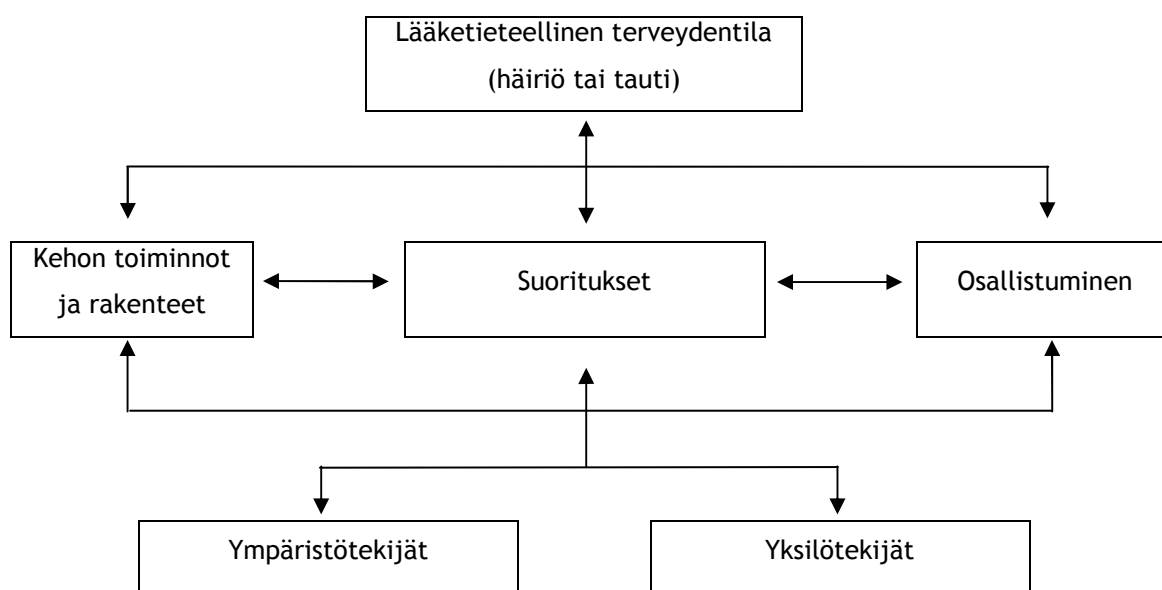 Lääketieteellinen terveydentila
(häiriö tai tauti)
Kehon toiminnot
ja rakenteet
Suoritukset
Osallistuminen
Ympäristötekijät
Yksilötekijät